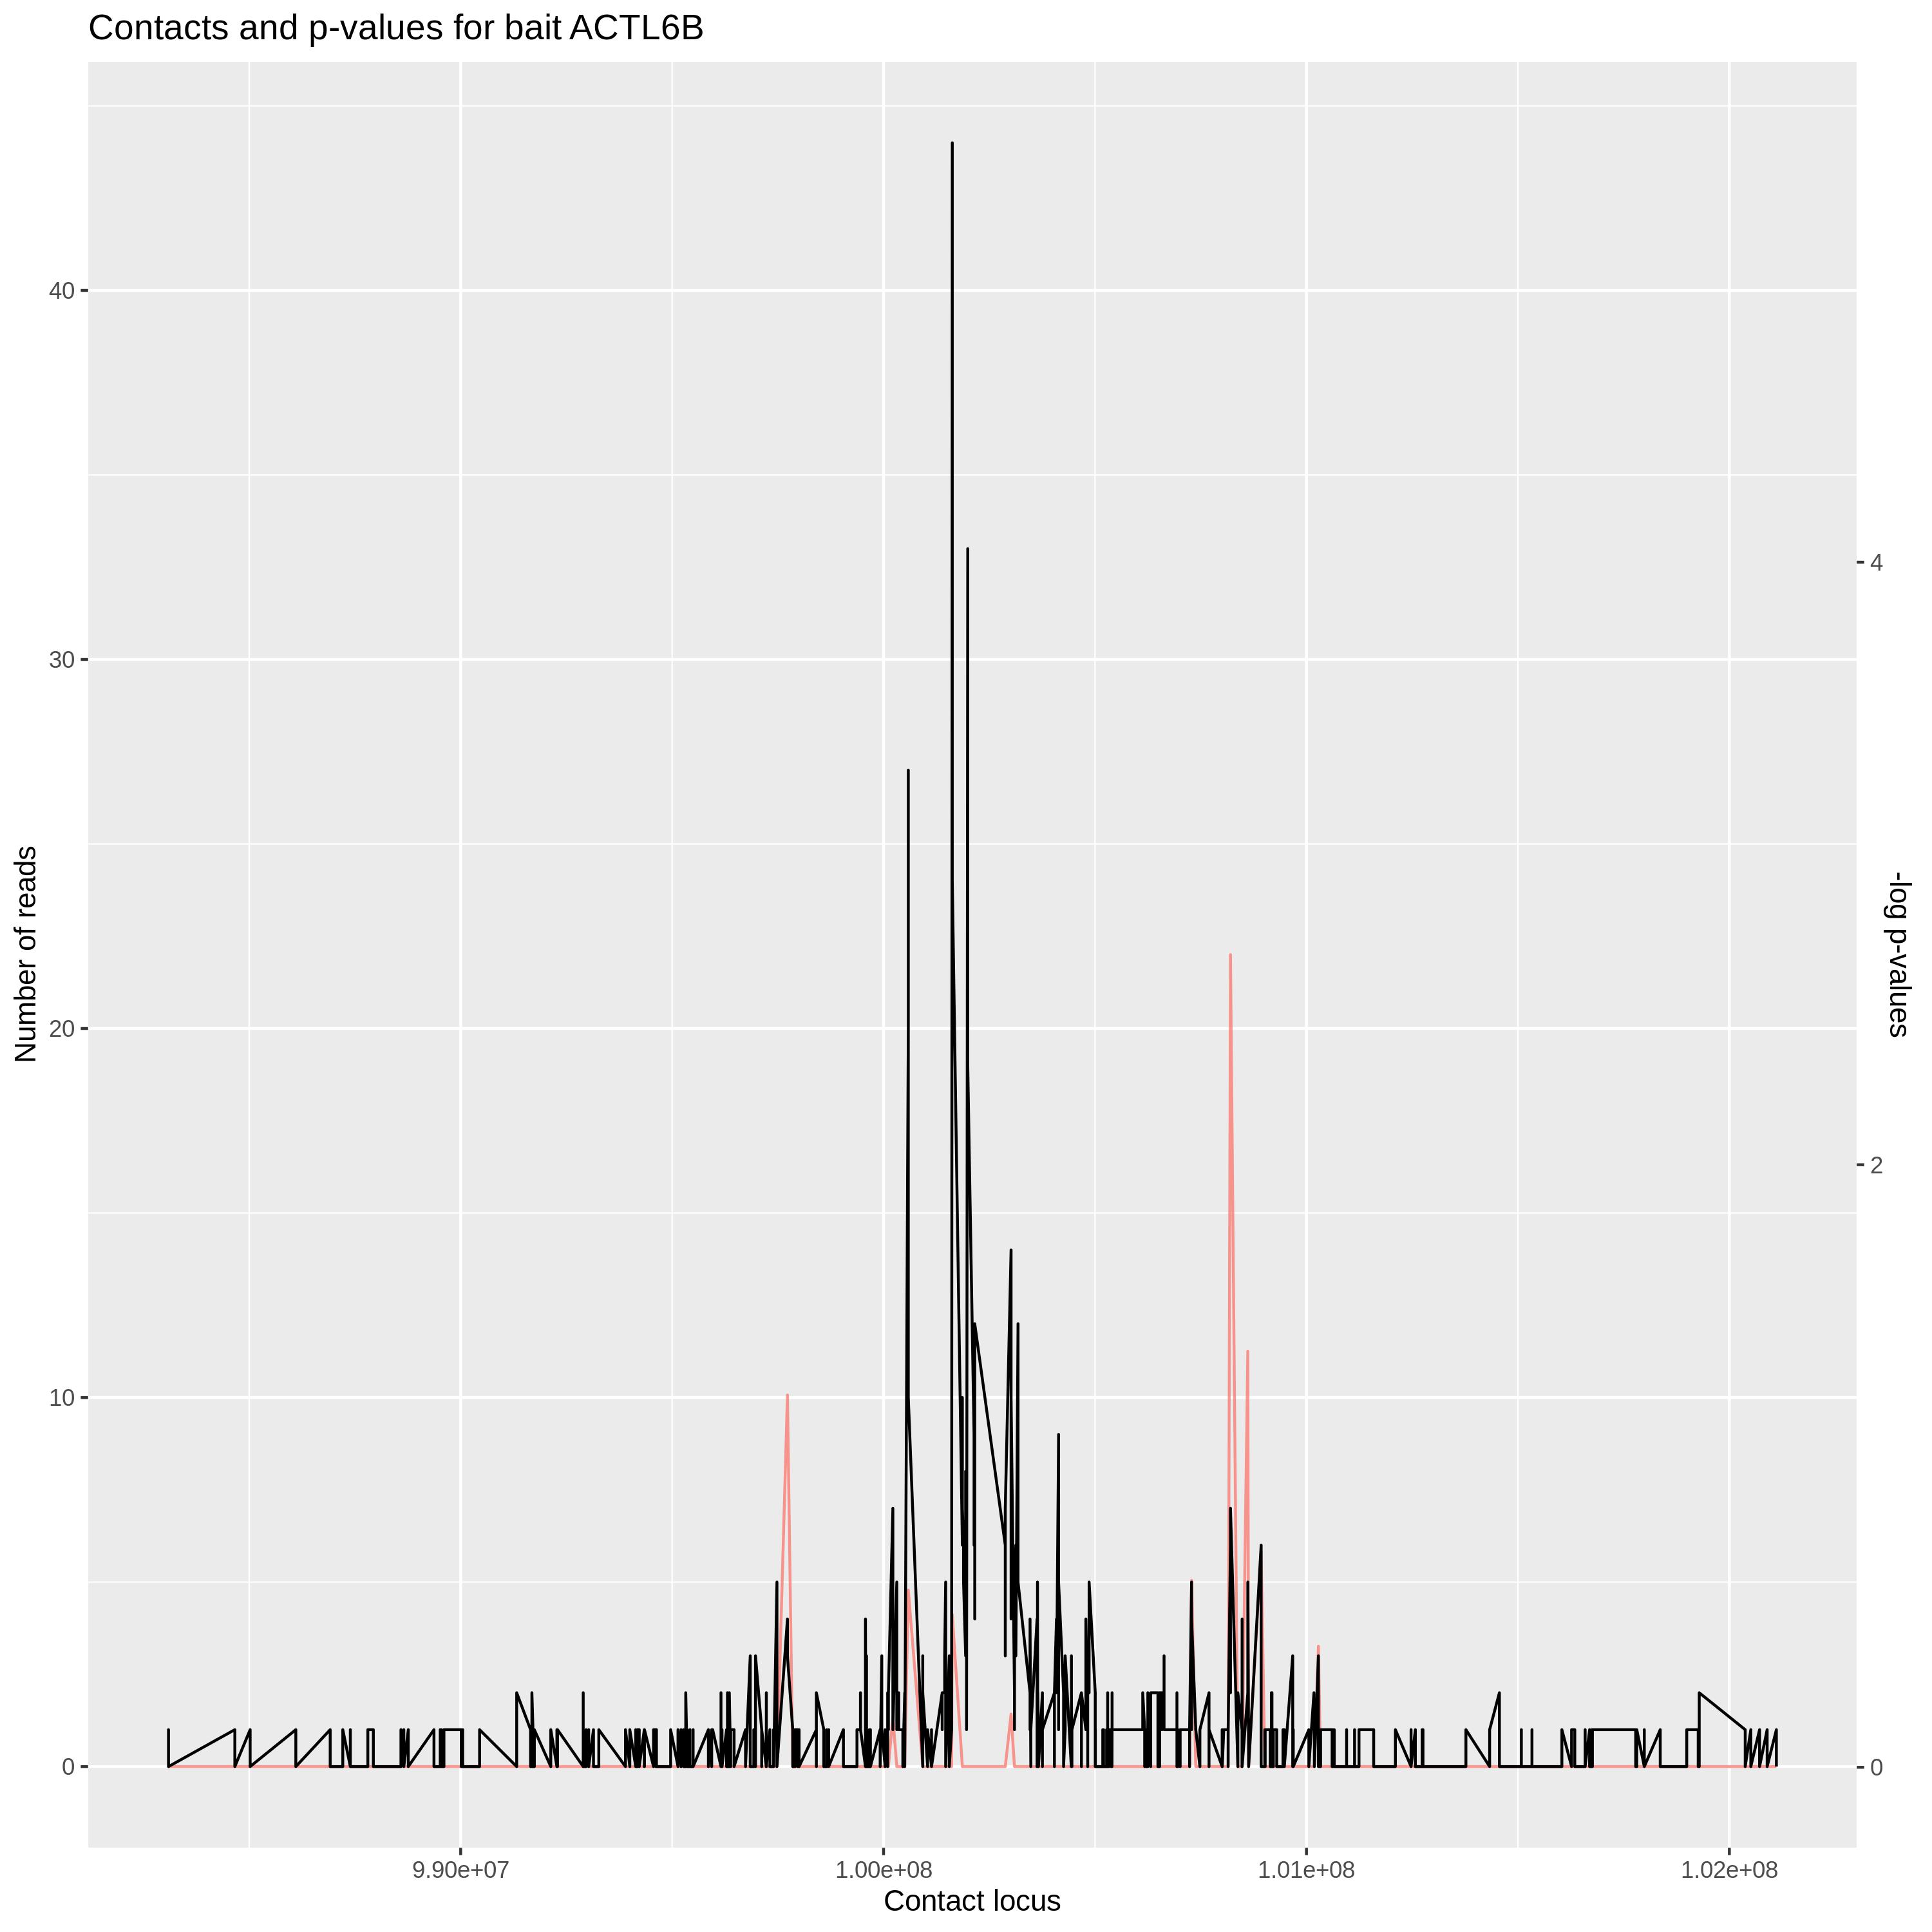 Contacts and p-values for bait ACTL6B
40
30
20
10
0
Number of reads
4
2
0
-log p-values
9.90e+07
1.00e+08
1.01e+08
1.02e+08
Contact locus